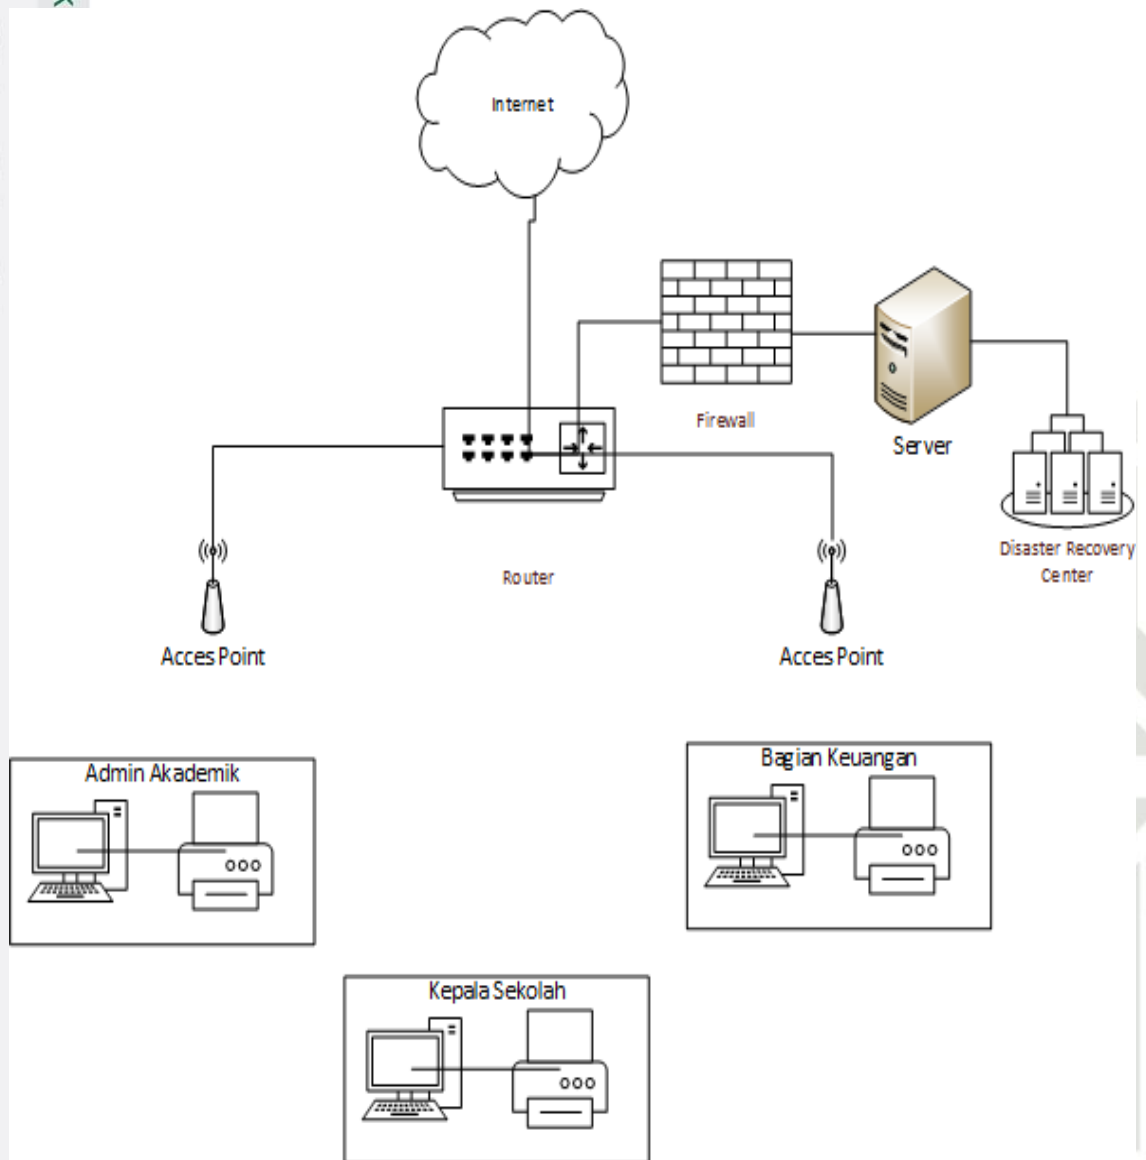 Internet
Firewall
Server
Disaster Recovery
Center
Router
Acces Point
Acces Point
Admin Akademik
Bagian Keuangan
Kepala Sekolah